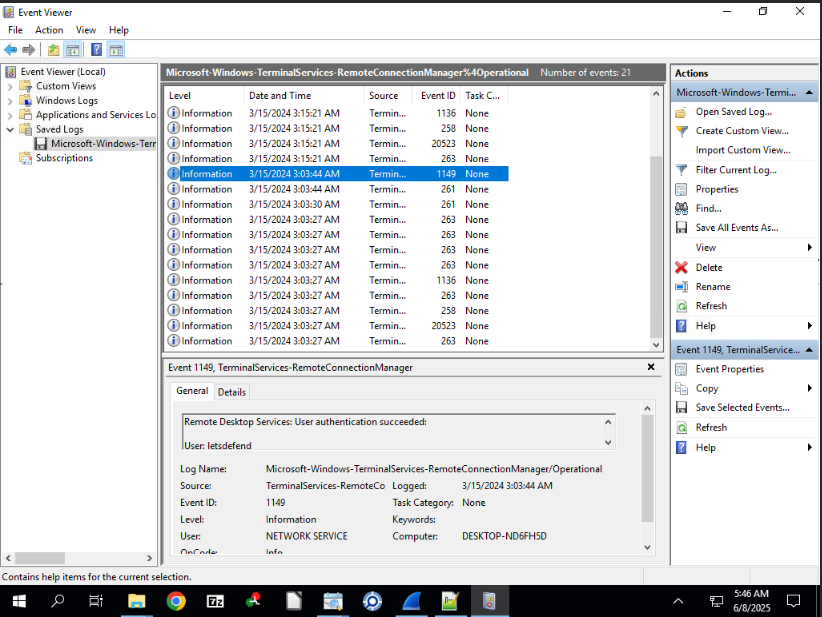 Event Viewer
File Action View Help
Event Viewer (Local)
Custom Views
Windows Logs
Applications and Services Lo
Saved Logs
Microsoft-Windows-Terr
Subscriptions
Microsoft-Windows-TerminalServices-RemoteConnectionManager%4Operational Number of events: 21
Level Date and Time Source Event ID Task C...
Information 3/15/2024 3:15:21 AM Termin... 1136 None
Information 3/15/2024 3:15:21 AM Termin... 258 None
Information 3/15/2024 3:15:21 AM Termin... 20523 None
Information 3/15/2024 3:15:21 AM Termin... 263 None
Information 3/15/2024 3:03:44 AM Termin... 1149 None
Information 3/15/2024 3:03:44 AM Termin... 261 None
Information 3/15/2024 3:03:30 AM Termin... 261 None
Information 3/15/2024 3:03:27 AM Termin... 263 None
Information 3/15/2024 3:03:27 AM Termin... 263 None
Information 3/15/2024 3:03:27 AM Termin... 263 None
Information 3/15/2024 3:03:27 AM Termin... 263 None
Information 3/15/2024 3:03:27 AM Termin... 1136 None
Information 3/15/2024 3:03:27 AM Termin... 263 None
Information 3/15/2024 3:03:27 AM Termin... 258 None
Information 3/15/2024 3:03:27 AM Termin... 20523 None
Information 3/15/2024 3:03:27 AM Termin... 263 None
Event 1149, TerminalServices-RemoteConnectionManager
General Details
Remote Desktop Services: User authentication succeeded:
User: letsdefend
Log Name: Microsoft-Windows-TerminalServices-RemoteConnectionManager/Operational
Source: TerminalServices-RemoteCo Logged: 3/15/2024 3:03:44 AM
Event ID: 1149 Task Category: None
Level: Information Keywords:
User: NETWORK SERVICE Computer: DESKTOP-ND6FH5D
OpCode: Info
Actions
Microsoft-Windows-Termi...
Open Saved Log...
Create Custom View...
Import Custom View...
Filter Current Log...
Properties
Find...
Save All Events As...
View
Delete
Rename
Refresh
Help
Event 1149, TerminalService...
Event Properties
Copy
Save Selected Events...
Refresh
Help
Contains help items for the current selection.
7z
5:46 AM
6/8/2025